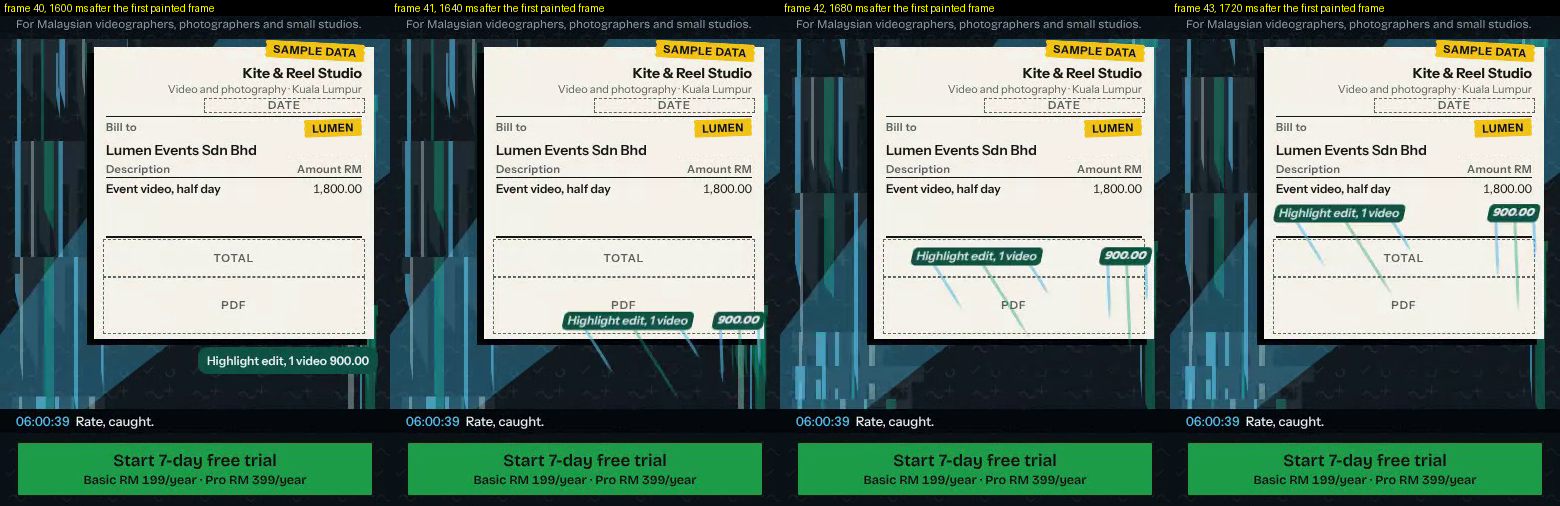 frame 40, 1600 ms after the first painted frame
For Malaysian videographers, photographers and small studios.
SAMPLE DATA
Kite & Reel Studio
Video and photography · Kuala Lumpur
DATE
Bill to
LUMEN
Lumen Events Sdn Bhd
Description Amount RM
Event video, half day 1,800.00
TOTAL
PDF
Highlight edit, 1 video 900.00
06:00:39 Rate, caught.
Start 7-day free trial
Basic RM 199/year · Pro RM 399/year
frame 41, 1640 ms after the first painted frame
For Malaysian videographers, photographers and small studios.
SAMPLE DATA
Kite & Reel Studio
Video and photography · Kuala Lumpur
DATE
Bill to
LUMEN
Lumen Events Sdn Bhd
Description Amount RM
Event video, half day 1,800.00
TOTAL
PDF
Highlight edit, 1 video 900.00
06:00:39 Rate, caught.
Start 7-day free trial
Basic RM 199/year · Pro RM 399/year
frame 42, 1680 ms after the first painted frame
For Malaysian videographers, photographers and small studios.
SAMPLE DATA
Kite & Reel Studio
Video and photography · Kuala Lumpur
DATE
Bill to
LUMEN
Lumen Events Sdn Bhd
Description Amount RM
Event video, half day 1,800.00
Highlight edit, 1 video 900.00
PDF
06:00:39 Rate, caught.
Start 7-day free trial
Basic RM 199/year · Pro RM 399/year
frame 43, 1720 ms after the first painted frame
For Malaysian videographers, photographers and small studios.
SAMPLE DATA
Kite & Reel Studio
Video and photography · Kuala Lumpur
DATE
Bill to
LUMEN
Lumen Events Sdn Bhd
Description Amount RM
Event video, half day 1,800.00
Highlight edit, 1 video 900.00
TOTAL
PDF
06:00:39 Rate, caught.
Start 7-day free trial
Basic RM 199/year · Pro RM 399/year